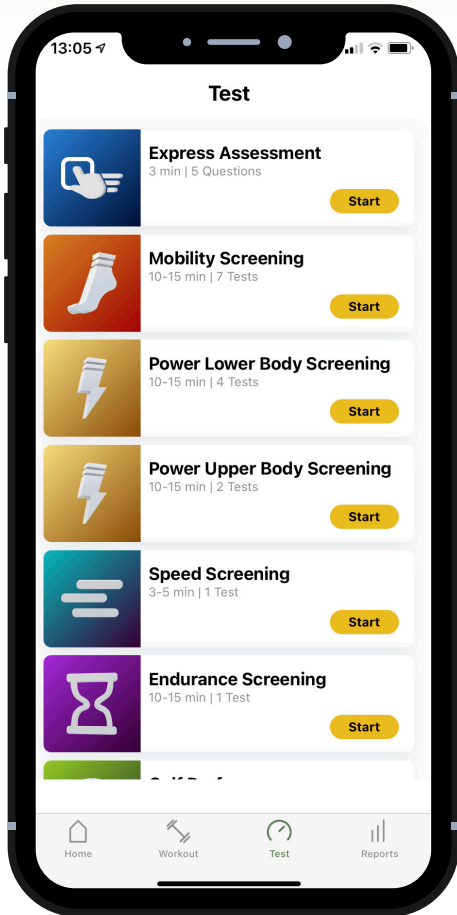 13:05
Test
Express Assessment
3 min | 5 Questions
Start
Mobility Screening
10-15 min | 7 Tests
Start
Power Lower Body Screening
10-15 min | 4 Tests
Start
Power Upper Body Screening
10-15 min | 2 Tests
Start
Speed Screening
3-5 min | 1 Test
Start
Endurance Screening
10-15 min | 1 Test
Start
Home
Workout
Test
Reports